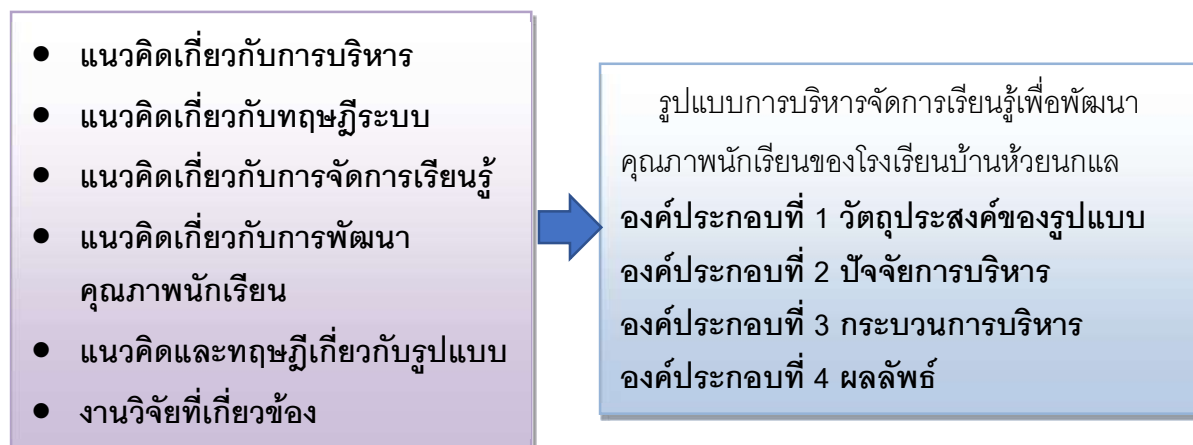 ● แนวคิดเกี่ยวกับการบริหาร
● แนวคิดเกี่ยวกับทฤษฎีระบบ
● แนวคิดเกี่ยวกับการจัดการเรียนรู้
● แนวคิดเกี่ยวกับการพัฒนา
คุณภาพนักเรียน
● แนวคิดและทฤษฎีเกี่ยวกับรูปแบบ
● งานวิจัยที่เกี่ยวข้อง
รูปแบบการบริหารจัดการเรียนรู้เพื่อพัฒนา
คุณภาพนักเรียนของโรงเรียนบ้านห้วยนกแล
องค์ประกอบที่ 1 วัตถุประสงค์ของรูปแบบ
องค์ประกอบที่ 2 ปัจจัยการบริหาร
องค์ประกอบที่ 3 กระบวนการบริหาร
องค์ประกอบที่ 4 ผลลัพธ์